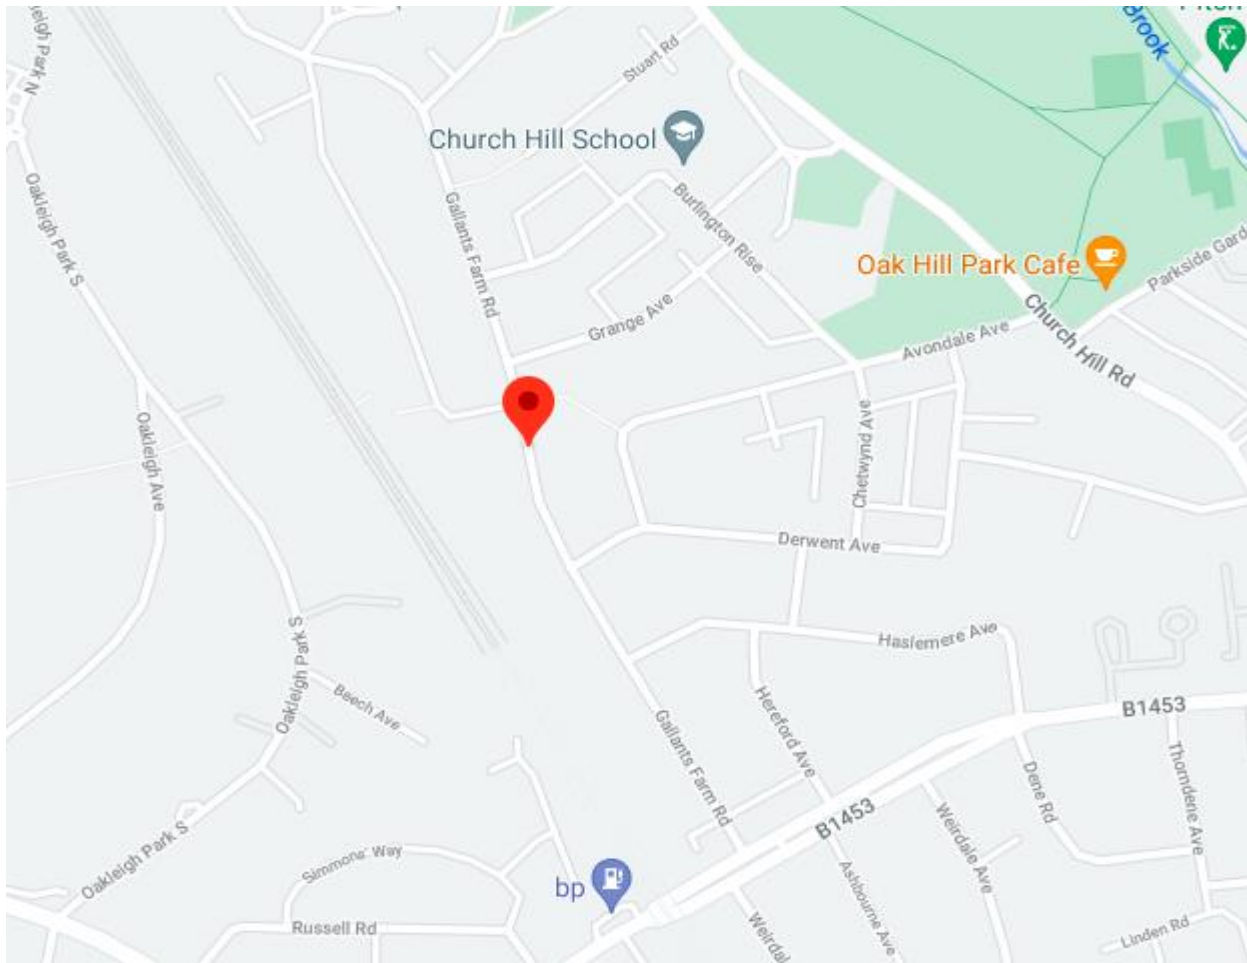 Brook
Stuart Rd
Church Hill School
Oakleigh Park S
Gallants Farm Rd
Burlington Rise
Oak Hill Park Cafe
Parkside Gard
Grange Ave
Avondale Ave
Church Hill Rd
Oakleigh Ave
Chetwynd Ave
Derwent Ave
Oakleigh Park S
Haslemere Ave
Beech Ave
Hereford Ave
B1453
Gallants Farm Rd
Dene Rd
Thorndene Ave
B1453
Weirdale Ave
Oakleigh Park S
Simmons' Way
bp
Ashbourne Ave
Russell Rd
Weirdal
Linden Rd